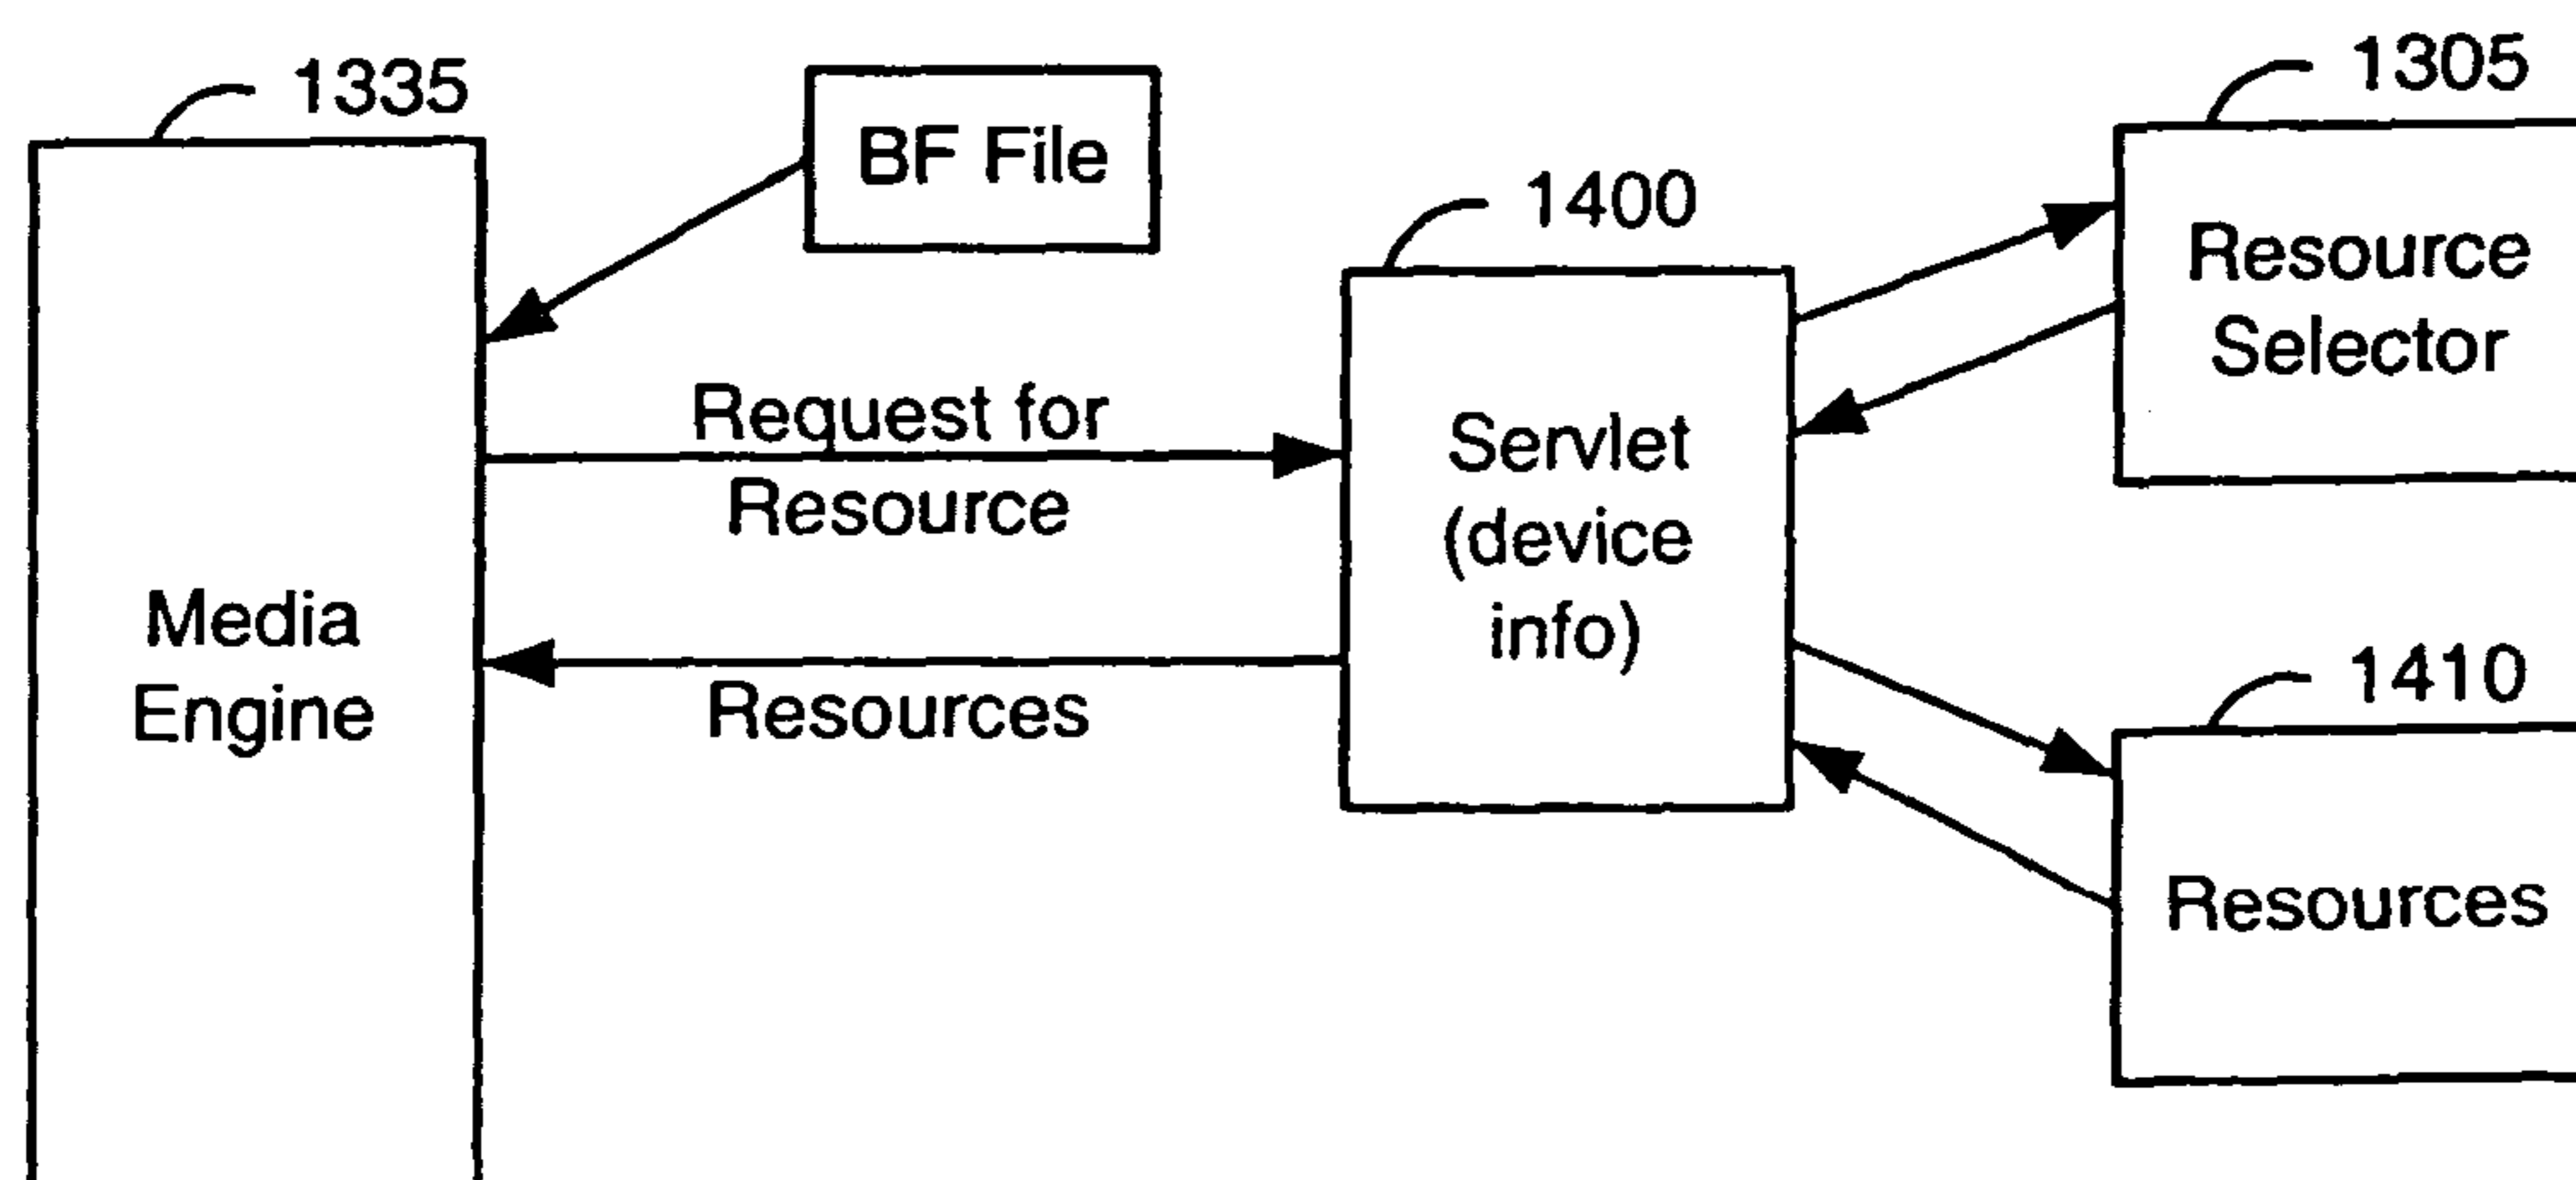 1335
BF File
1305
1400
Resource
Selector
Request for
Resource
Servlet
(device
info)
Media
Engine
Resources
1410
Resources